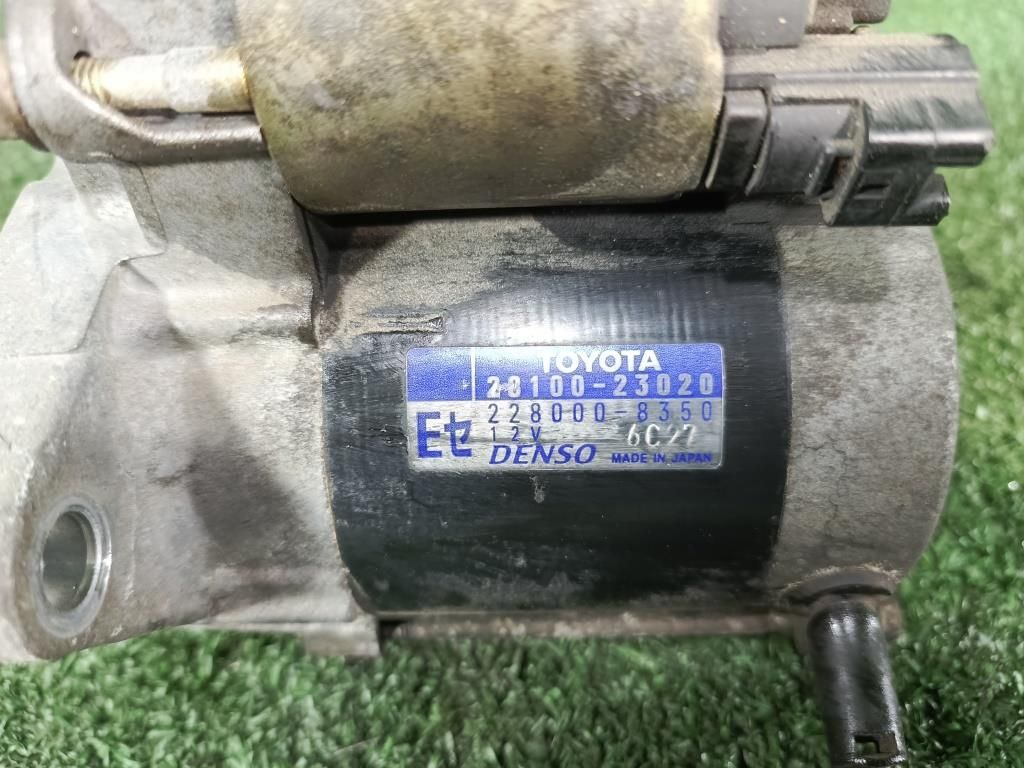 TOYOTA
28100-23020
228000-8350
12V 6C27
Eセ
DENSO MADE IN JAPAN